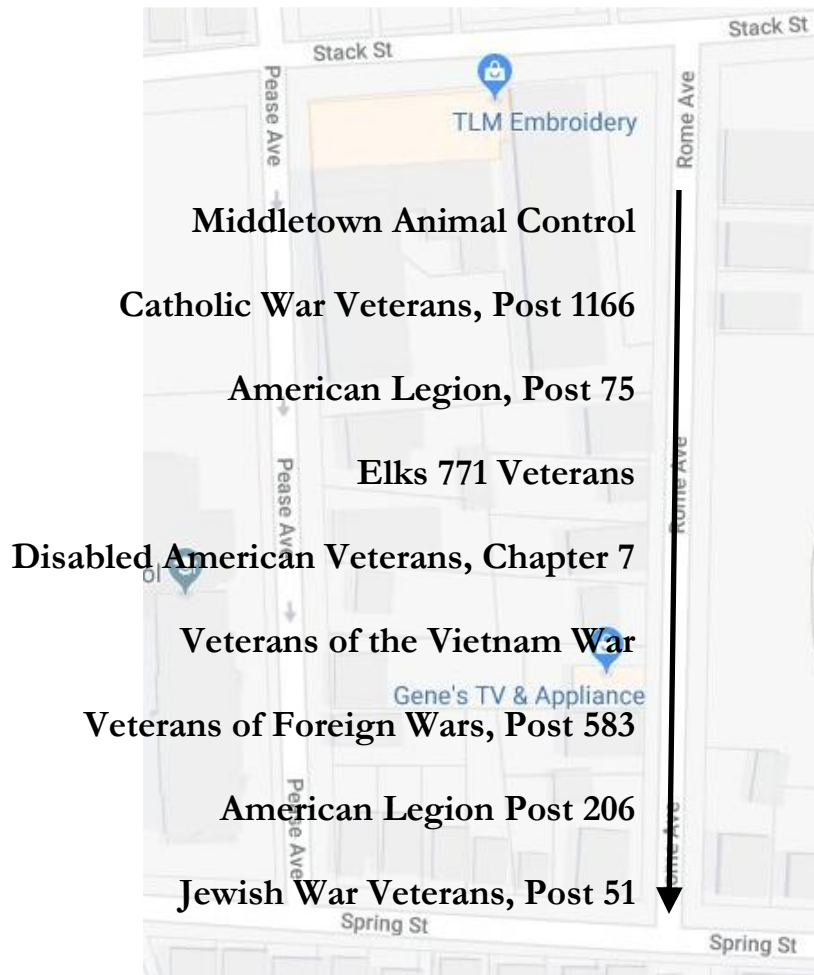 Stack St
Stack St
Pease Ave
TLM Embroidery
Rome Ave
Middletown Animal Control
Catholic War Veterans, Post 1166
American Legion, Post 75
Elks 771 Veterans
Rome Ave
Pease Ave
Disabled American Veterans, Chapter 7
ol
Veterans of the Vietnam War
Gene's TV & Appliance
Veterans of Foreign Wars, Post 583
Pease Ave
American Legion Post 206
Ave
Jewish War Veterans, Post 51
Spring St
Spring St